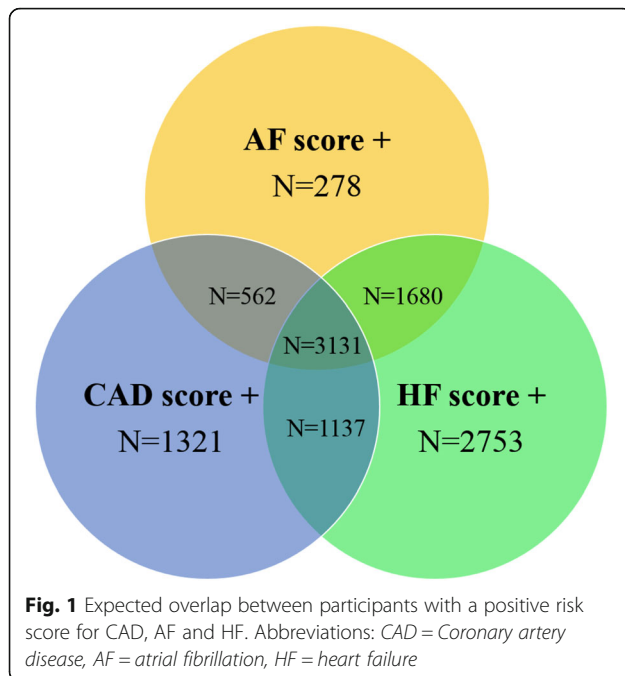 AF score +
N=278
N=562
N=1680
N=3131
CAD score +
N=1321
HF score +
N=2753
N=1137
Fig. 1 Expected overlap between participants with a positive risk
score for CAD, AF and HF. Abbreviations: CAD = Coronary artery
disease, AF = atrial fibrillation, HF = heart failure